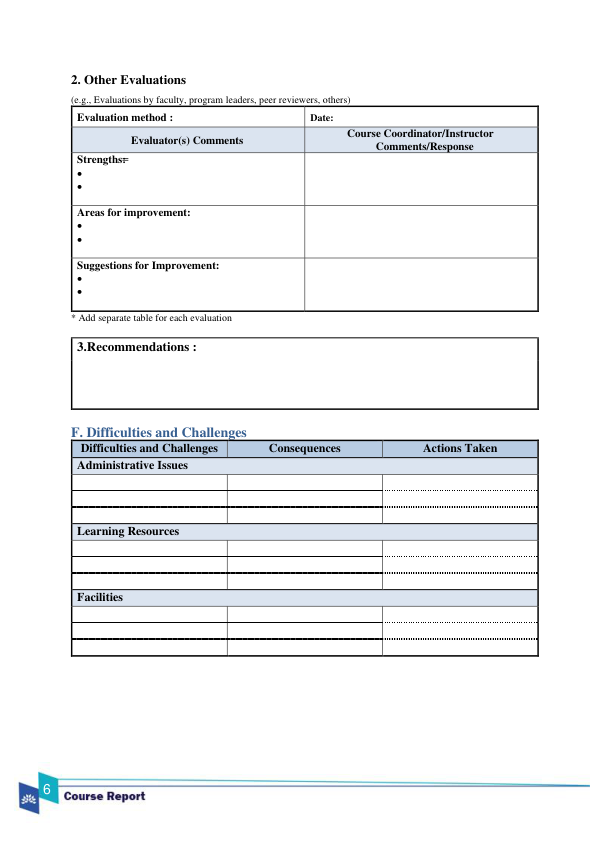 2. Other Evaluations
(e.g., Evaluations by faculty, program leaders, peer reviewers, others)
Evaluation method : Date:
Evaluator(s) Comments Course Coordinator/Instructor
Comments/Response
Strengths:
•
•
Areas for improvement:
•
•
Suggestions for Improvement:
•
•
* Add separate table for each evaluation
3.Recommendations :
F. Difficulties and Challenges
Difficulties and Challenges Consequences Actions Taken
Administrative Issues
Learning Resources
Facilities
6
Course Report